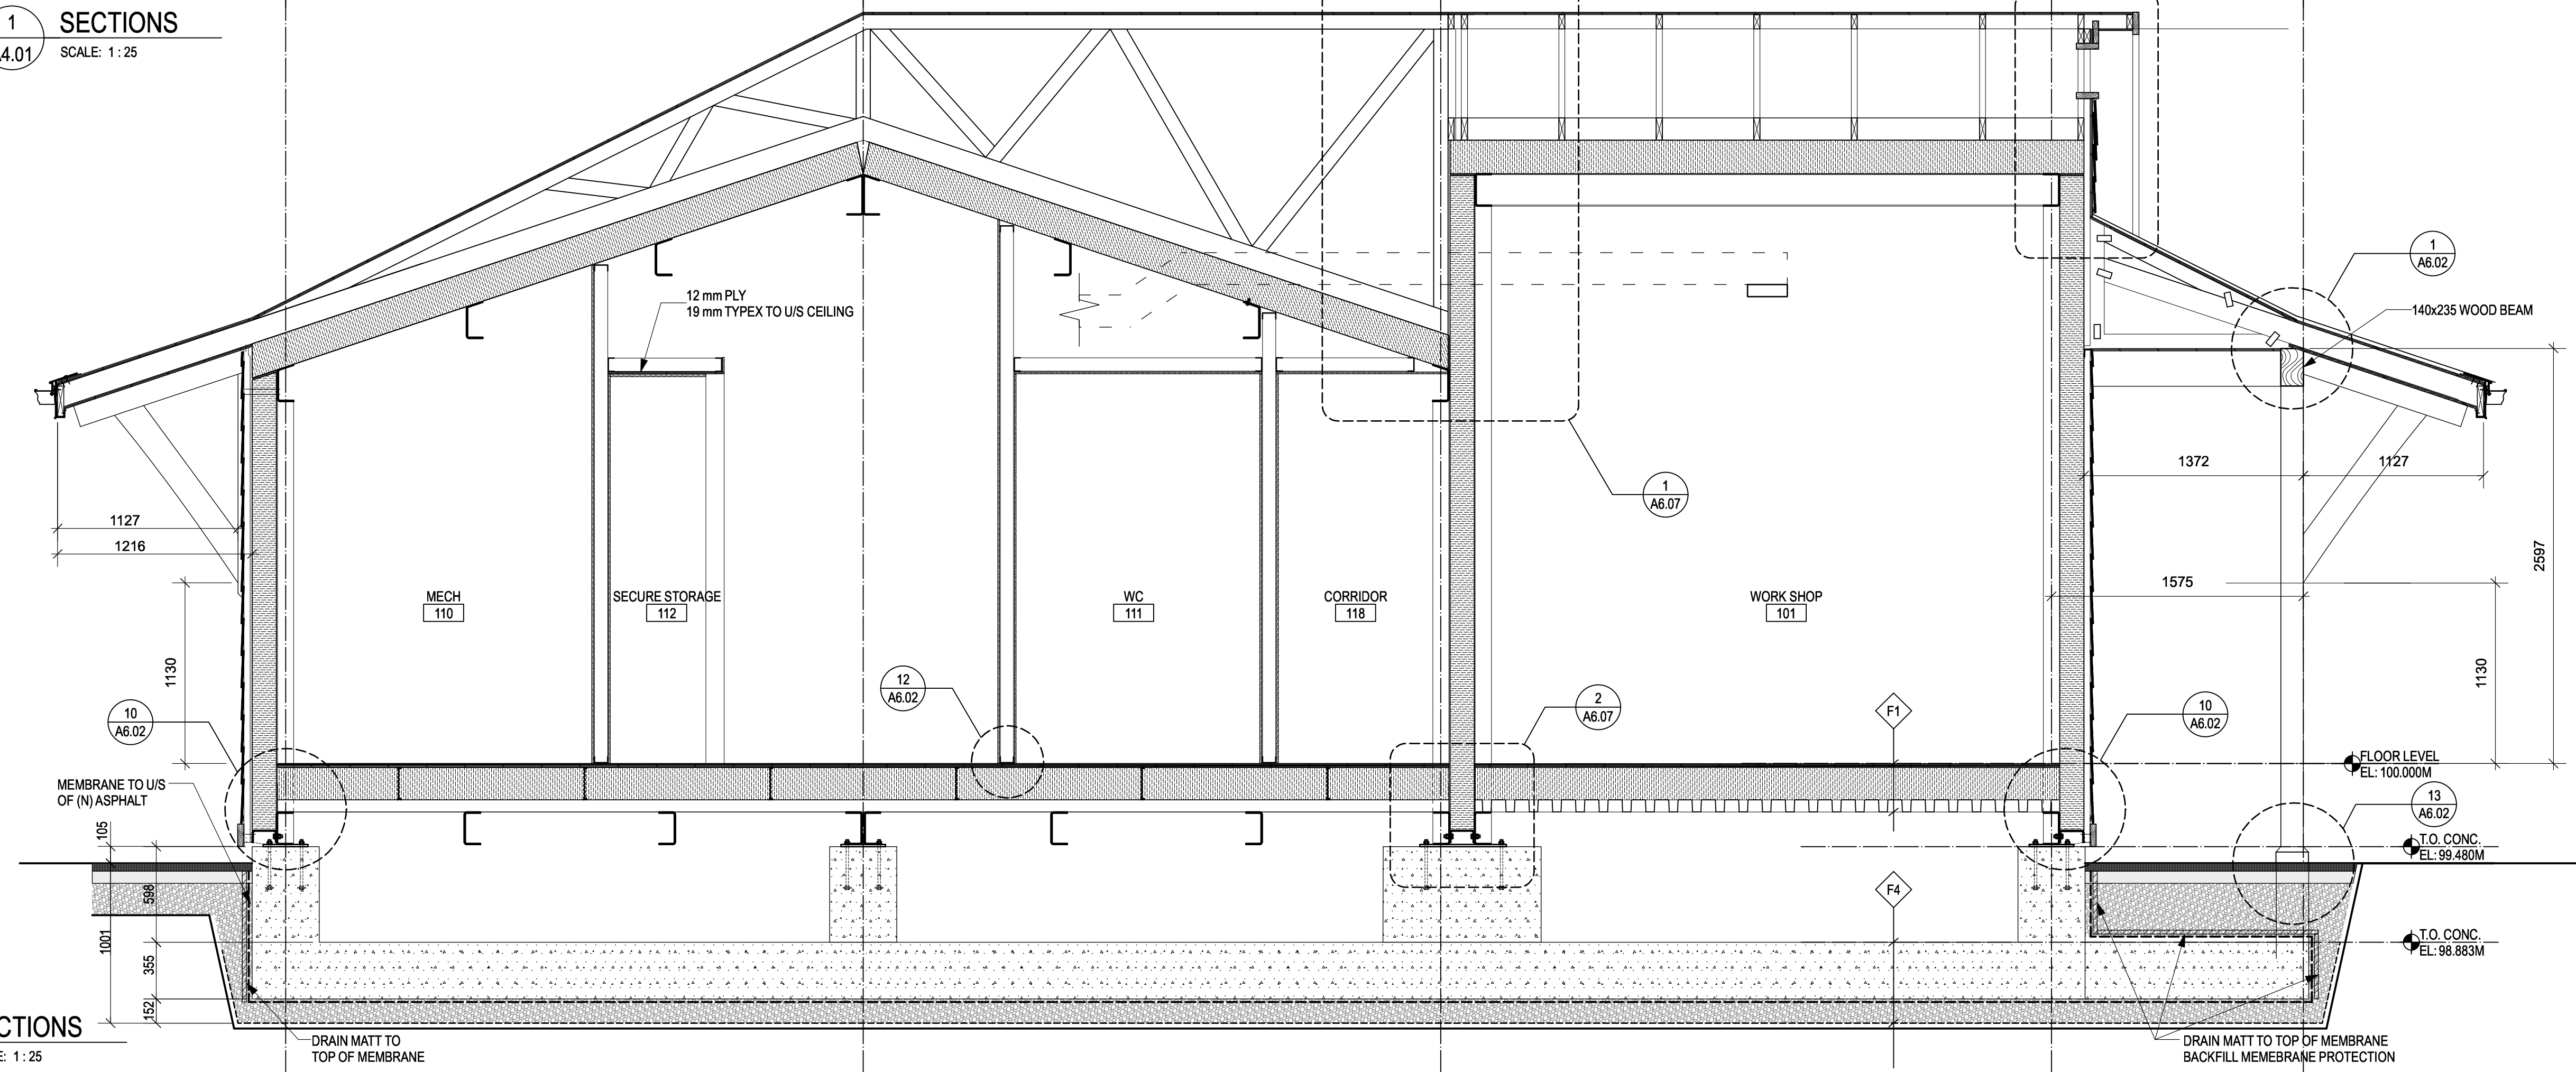 1
SECTIONS
A4.01
SCALE: 1 : 25
12 mm PLY
19 mm TYPEX TO U/S CEILING
1
A6.02
140x235 WOOD BEAM
1372
1127
1
A6.07
1127
1216
2597
1575
MECH
110
SECURE STORAGE
112
WC
111
CORRIDOR
118
WORK SHOP
101
1130
1130
12
A6.02
2
A6.07
F1
10
A6.02
10
A6.02
FLOOR LEVEL
EL: 100.000M
MEMBRANE TO U/S
OF (N) ASPHALT
13
A6.02
105
T.O. CONC.
EL: 99.480M
598
F4
1001
T.O. CONC.
EL: 98.883M
355
152
CTIONS
E: 1 : 25
DRAIN MATT TO
TOP OF MEMBRANE
DRAIN MATT TO TOP OF MEMBRANE
BACKFILL MEMEBRANE PROTECTION